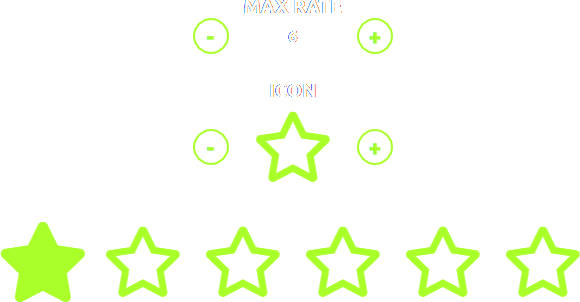 MAX RATE
- 6 +
ICON
- +